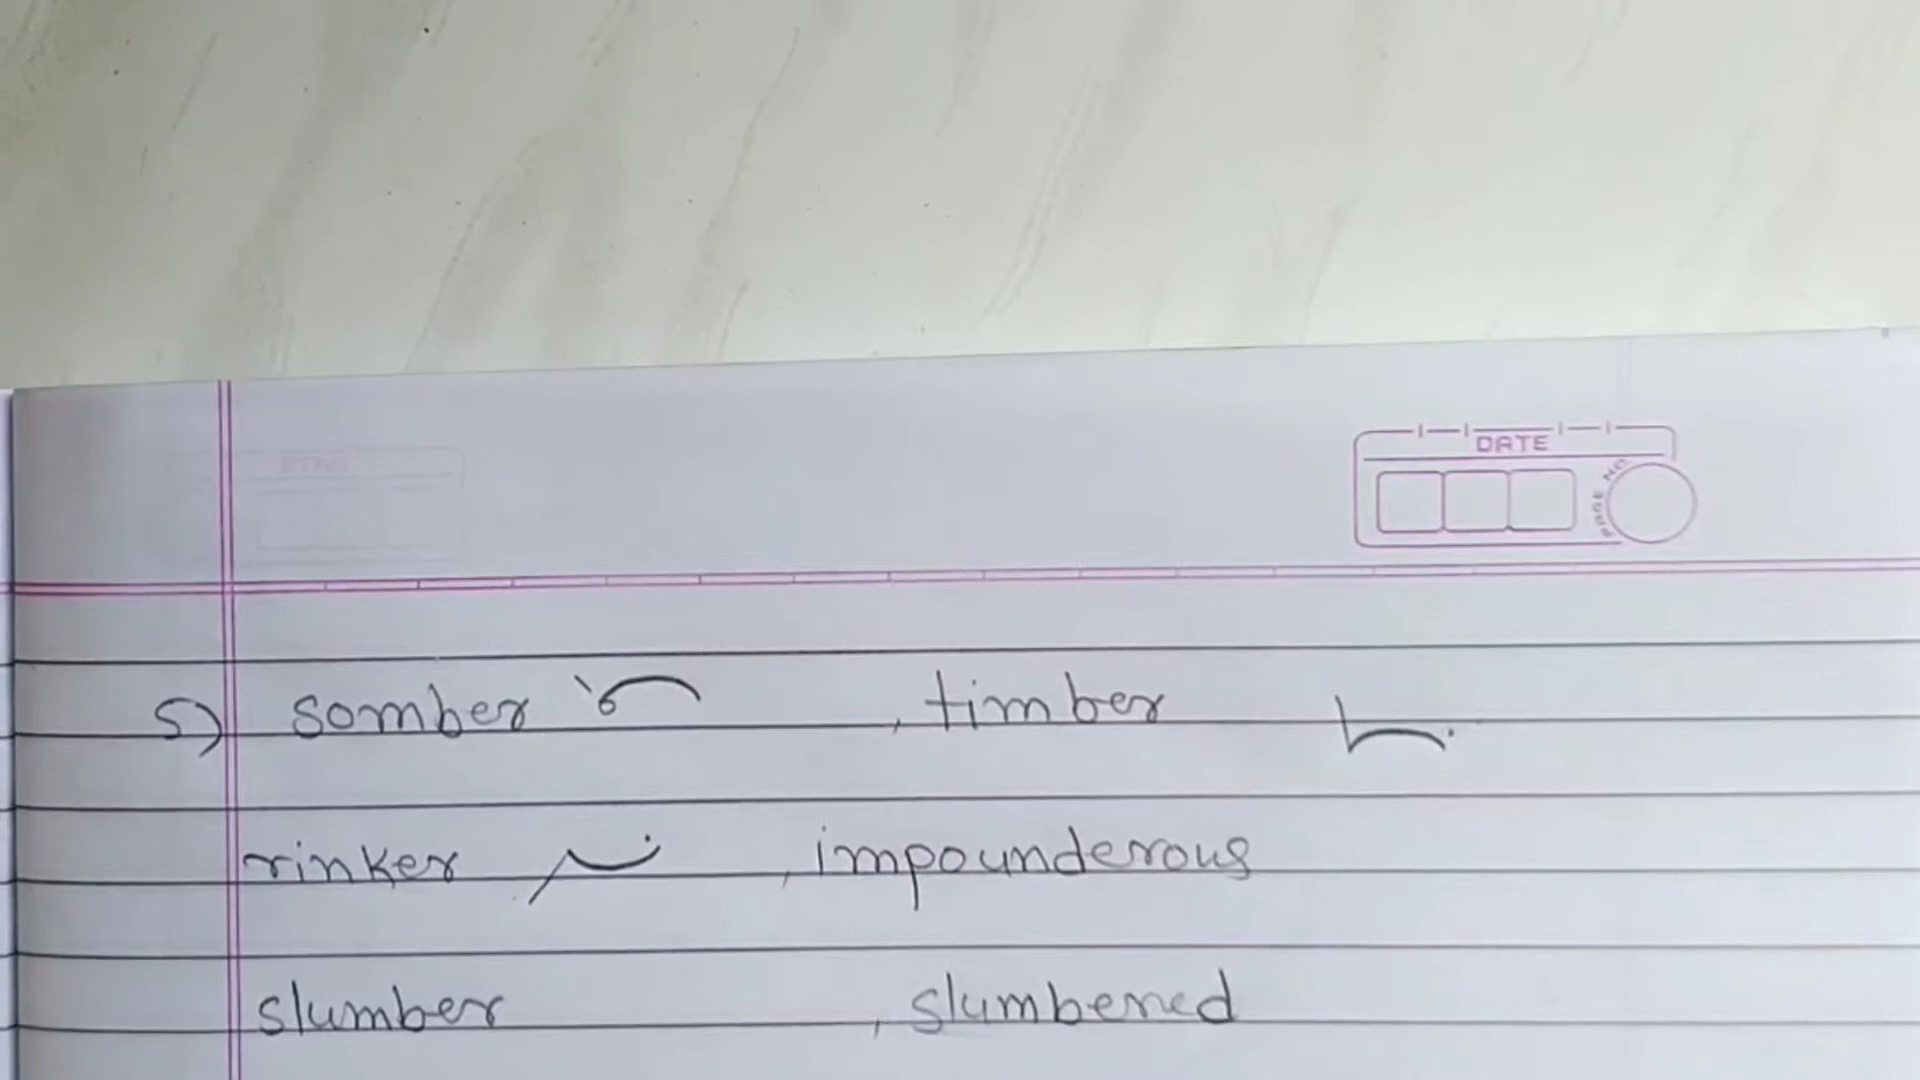 DATE
PAGE NO
5) somber , timber
rinker , impounderous
slumber , slumbered